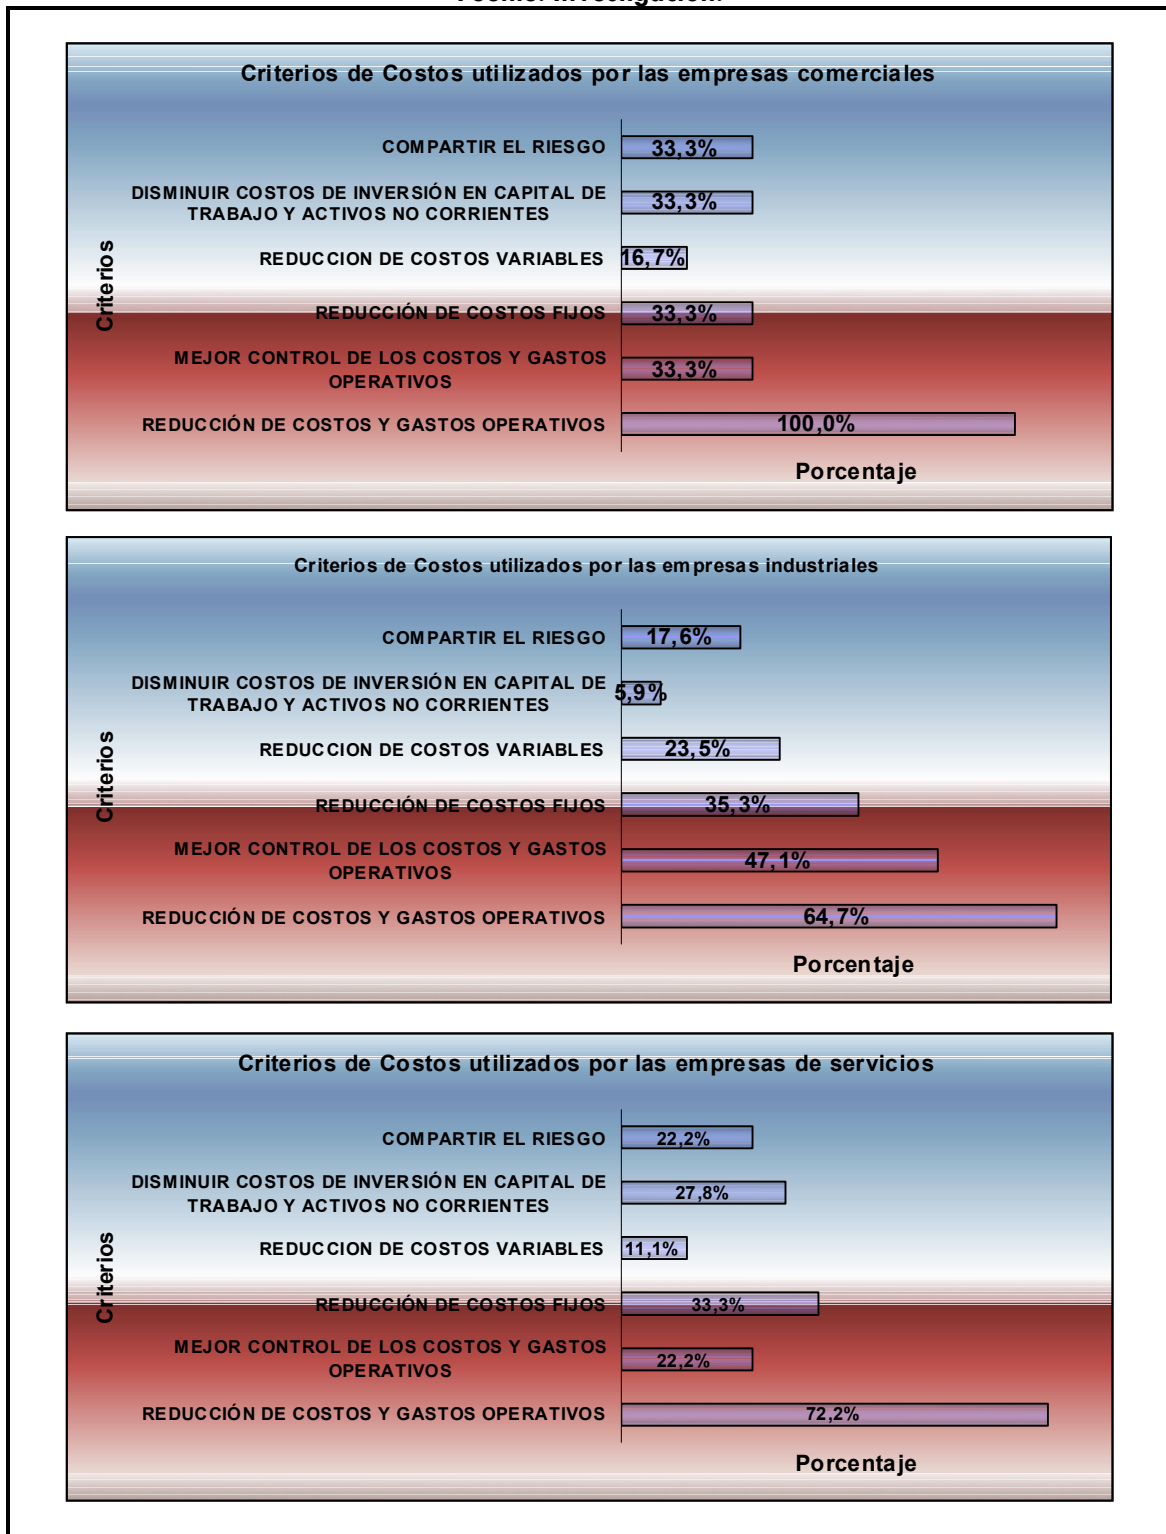 Criterios de Costos utilizados por las empresas comerciales
Criterios
COMPARTIR EL RIESGO
33,3%
DISMINUIR COSTOS DE INVERSIÓN EN CAPITAL DE
TRABAJO Y ACTIVOS NO CORRIENTES
33,3%
REDUCCION DE COSTOS VARIABLES
16,7%
REDUCCIÓN DE COSTOS FIJOS
33,3%
MEJOR CONTROL DE LOS COSTOS Y GASTOS
OPERATIVOS
33,3%
REDUCCIÓN DE COSTOS Y GASTOS OPERATIVOS
100,0%
Porcentaje
Criterios de Costos utilizados por las empresas industriales
Criterios
COMPARTIR EL RIESGO
17,6%
DISMINUIR COSTOS DE INVERSIÓN EN CAPITAL DE
TRABAJO Y ACTIVOS NO CORRIENTES
5,9%
REDUCCION DE COSTOS VARIABLES
23,5%
REDUCCIÓN DE COSTOS FIJOS
35,3%
MEJOR CONTROL DE LOS COSTOS Y GASTOS
OPERATIVOS
47,1%
REDUCCIÓN DE COSTOS Y GASTOS OPERATIVOS
64,7%
Porcentaje
Criterios de Costos utilizados por las empresas de servicios
Criterios
COMPARTIR EL RIESGO
22,2%
DISMINUIR COSTOS DE INVERSIÓN EN CAPITAL DE
TRABAJO Y ACTIVOS NO CORRIENTES
27,8%
REDUCCION DE COSTOS VARIABLES
11,1%
REDUCCIÓN DE COSTOS FIJOS
33,3%
MEJOR CONTROL DE LOS COSTOS Y GASTOS
OPERATIVOS
22,2%
REDUCCIÓN DE COSTOS Y GASTOS OPERATIVOS
72,2%
Porcentaje